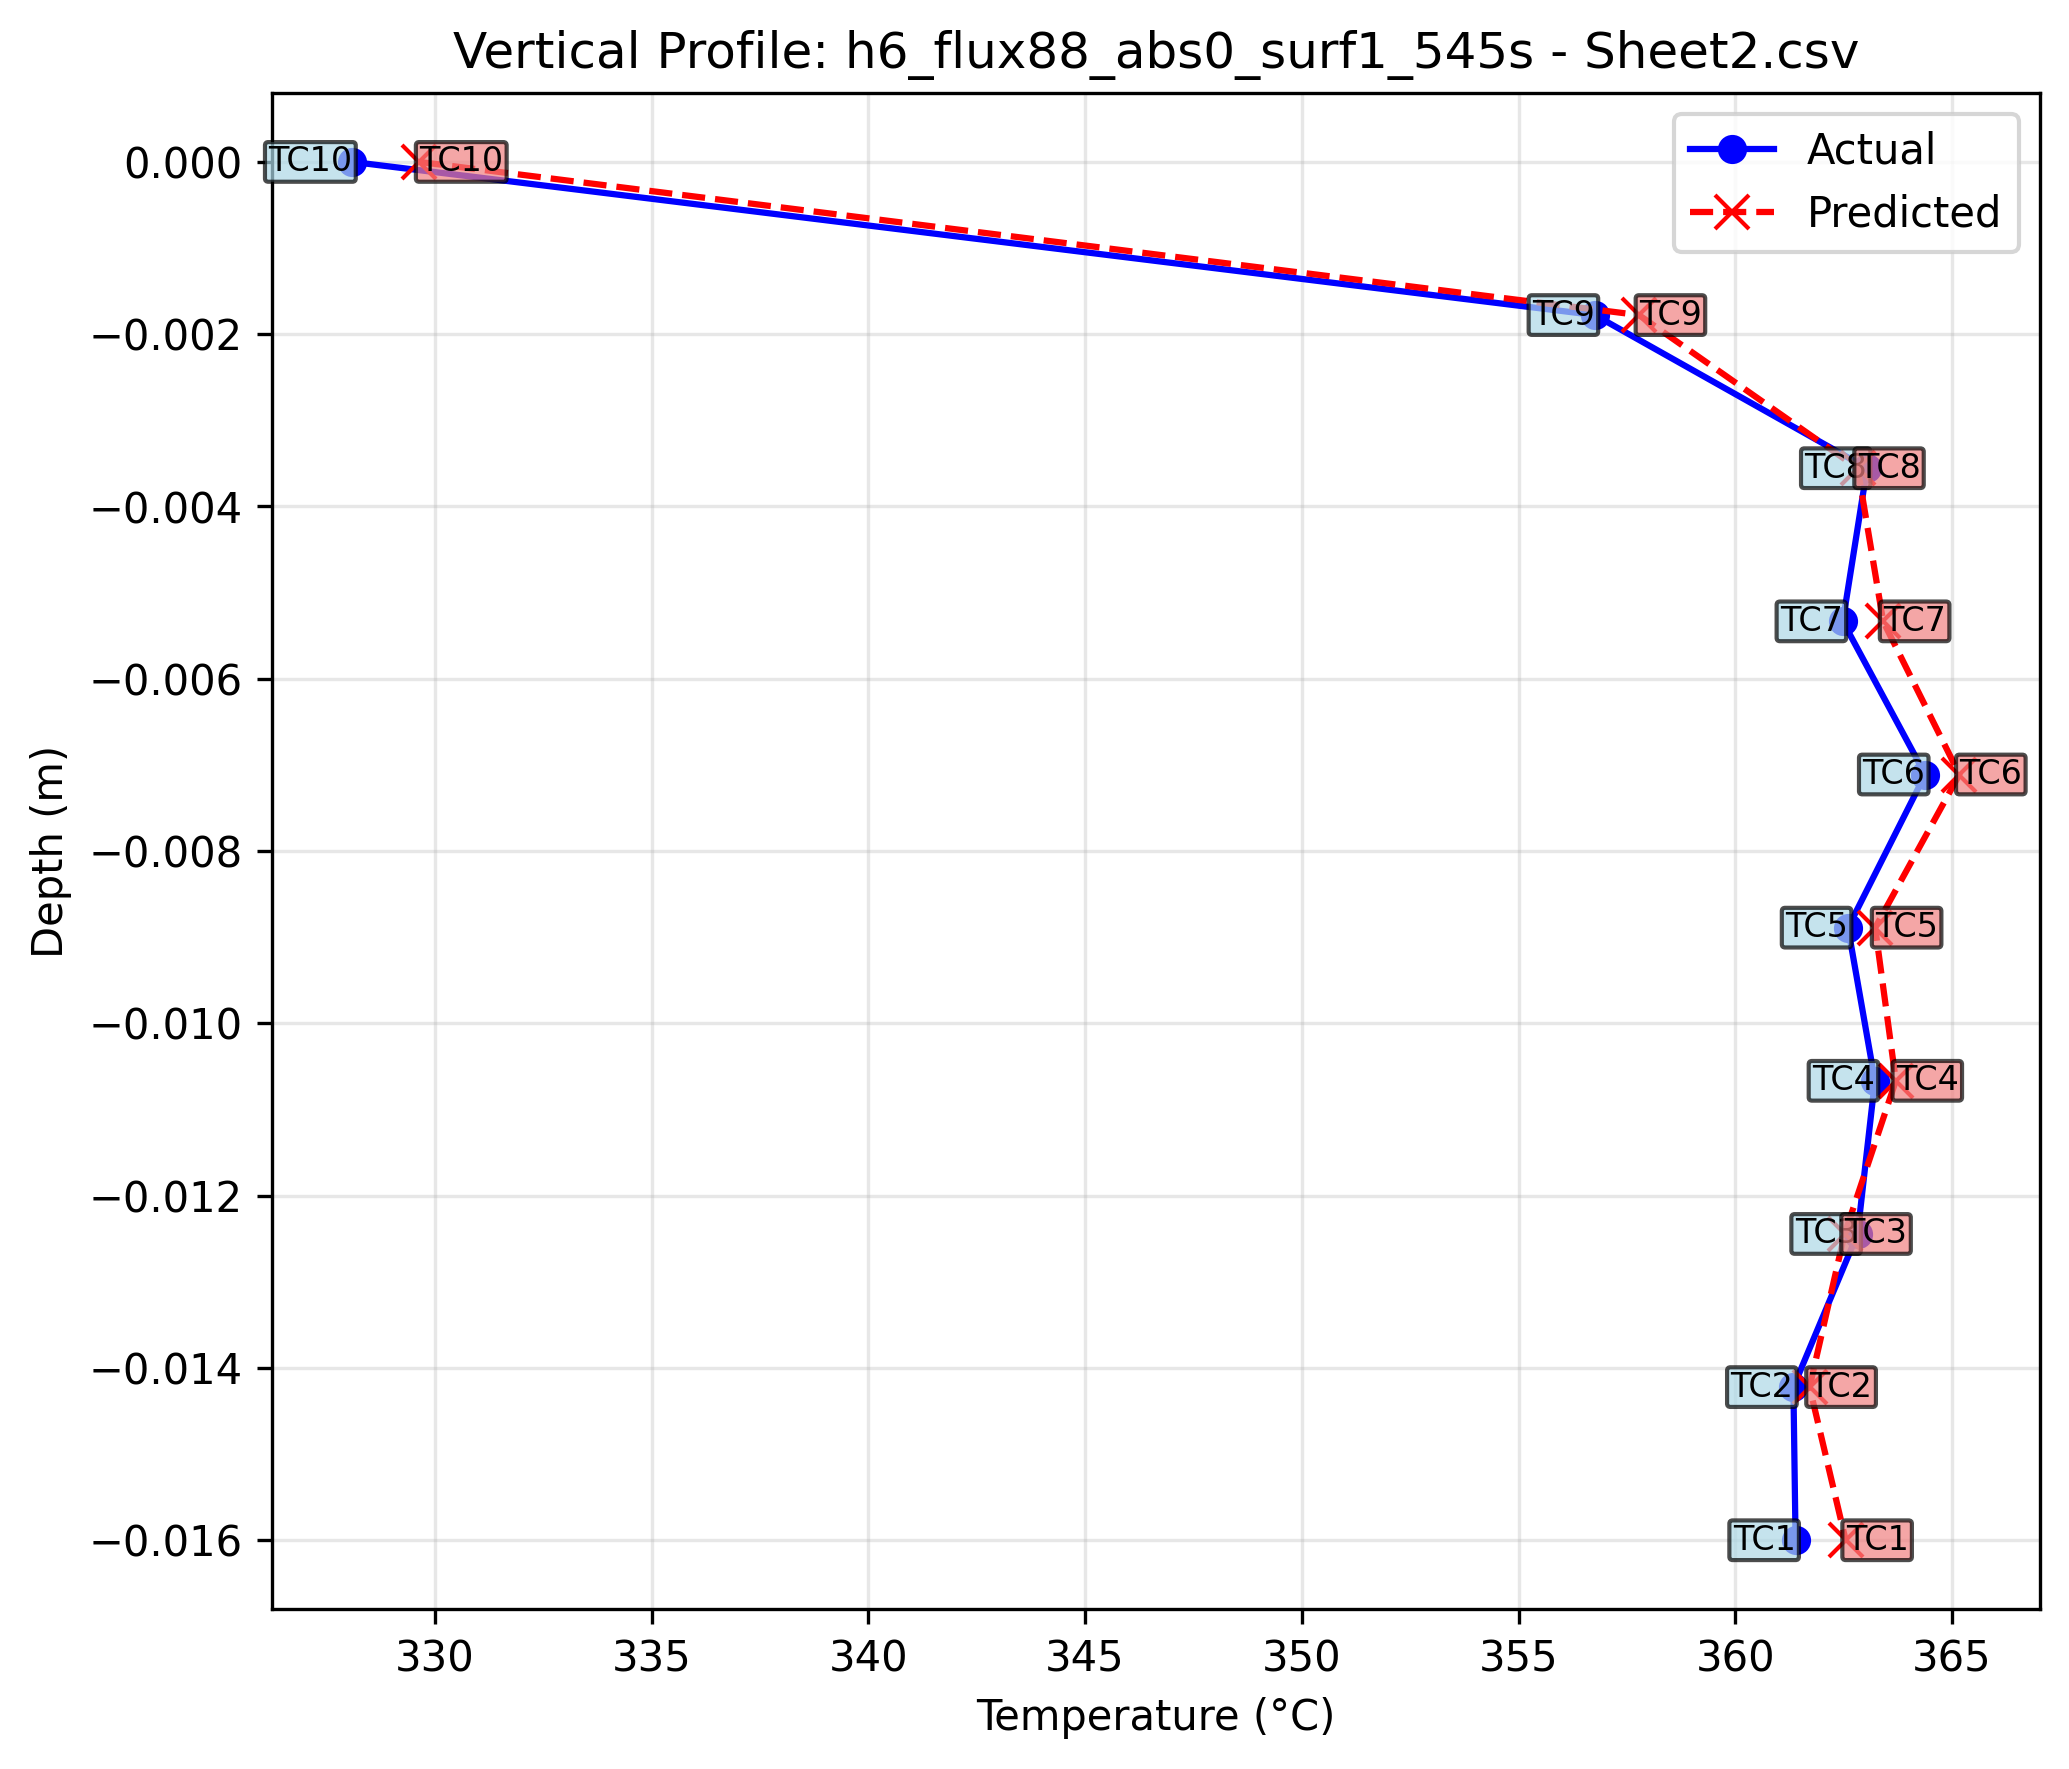 Vertical Profile: h6_flux88_abs0_surf1_545s - Sheet2.csv
Actual
Predicted
0.000
−0.002
−0.004
−0.006
−0.008
−0.010
−0.012
−0.014
−0.016
Depth (m)
TC10 TC10
TC9 TC9
TC8 TC8
TC7 TC7
TC6 TC6
TC5 TC5
TC4 TC4
TC3 TC3
TC2 TC2
TC1 TC1
330 335 340 345 350 355 360 365
Temperature (°C)